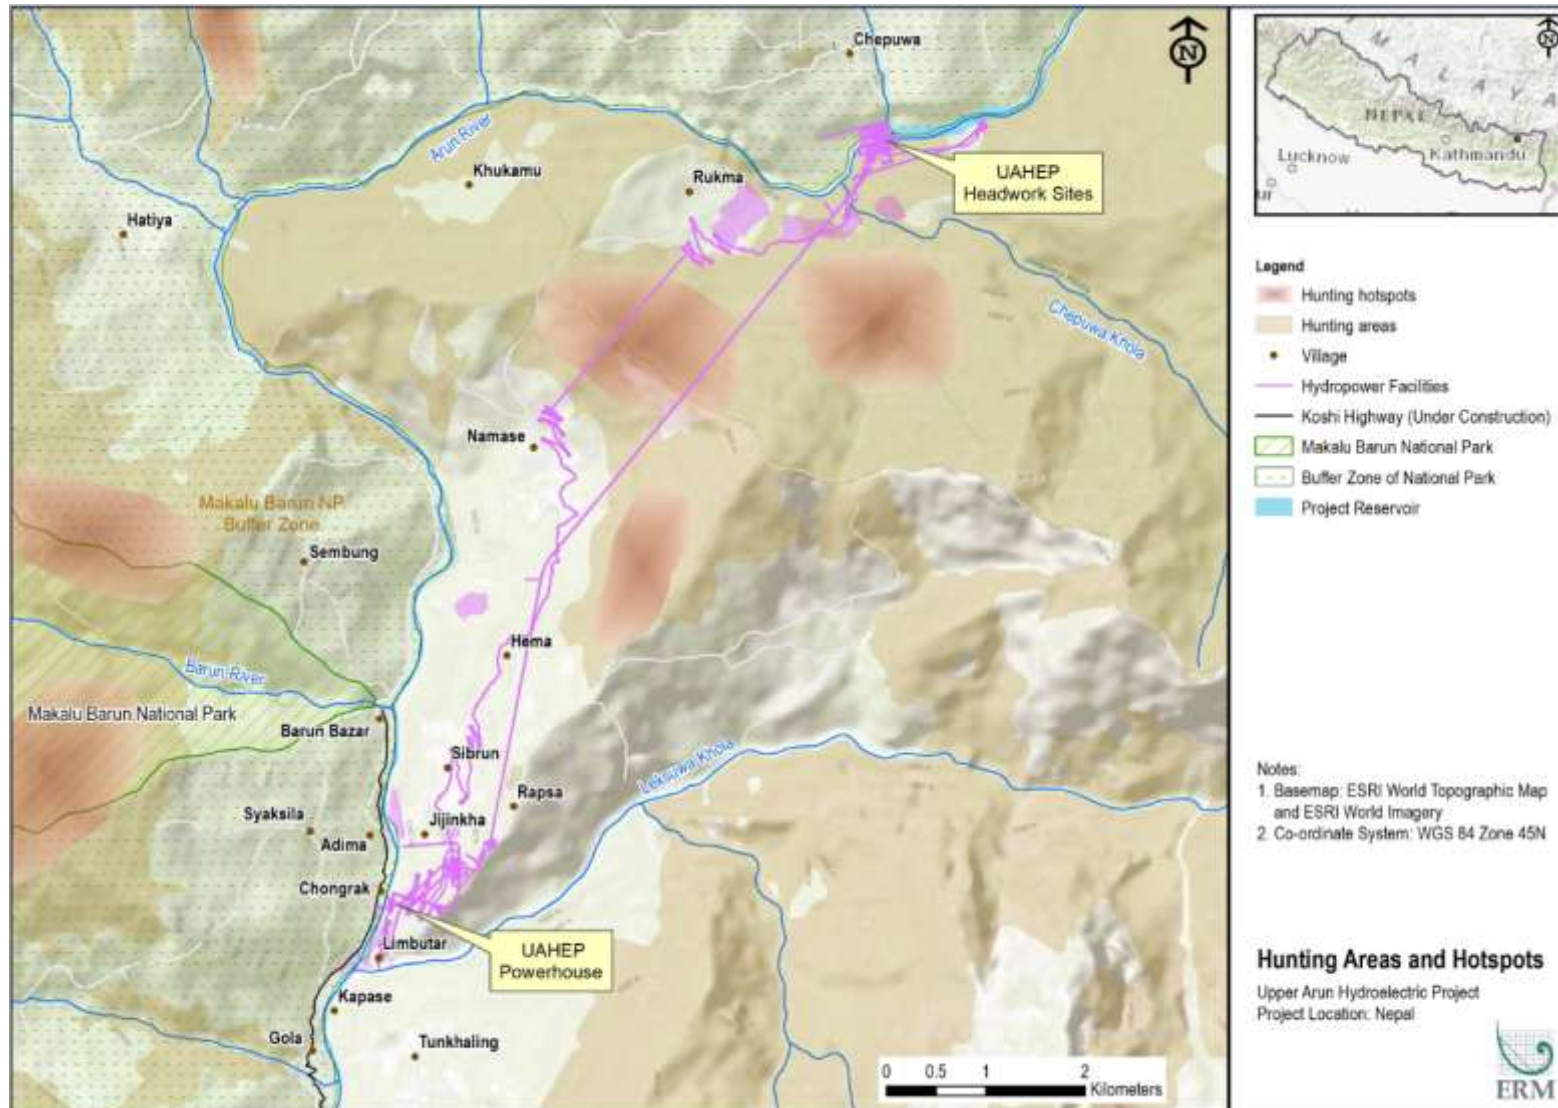 Chepuwa
Arun River
Khukamu
Rukma
UAHEP
Headwork Sites
Hatiya
Chepuwa Khola
Namase
Makalu Barun NP
Buffer Zone
Sembung
Hema
Barun River
Makalu Barun National Park
Barun Bazar
Sibrun
Leksuwa Khola
Rapsa
Syaksila
Jijinkha
Adima
Chongrak
Limbutar
UAHEP
Powerhouse
Kapase
Gola
Tunkhaling
0 0.5 1 2
Kilometers
N
N
M A L A Y A
NEPAL
Lucknow
Kathmandu
Legend
Hunting hotspots
Hunting areas
Village
Hydropower Facilities
Koshi Highway (Under Construction)
Makalu Barun National Park
Buffer Zone of National Park
Project Reservoir
Notes:
1. Basemap: ESRI World Topographic Map
and ESRI World Imagery
2. Co-ordinate System: WGS 84 Zone 45N
Hunting Areas and Hotspots
Upper Arun Hydroelectric Project
Project Location: Nepal
ERM